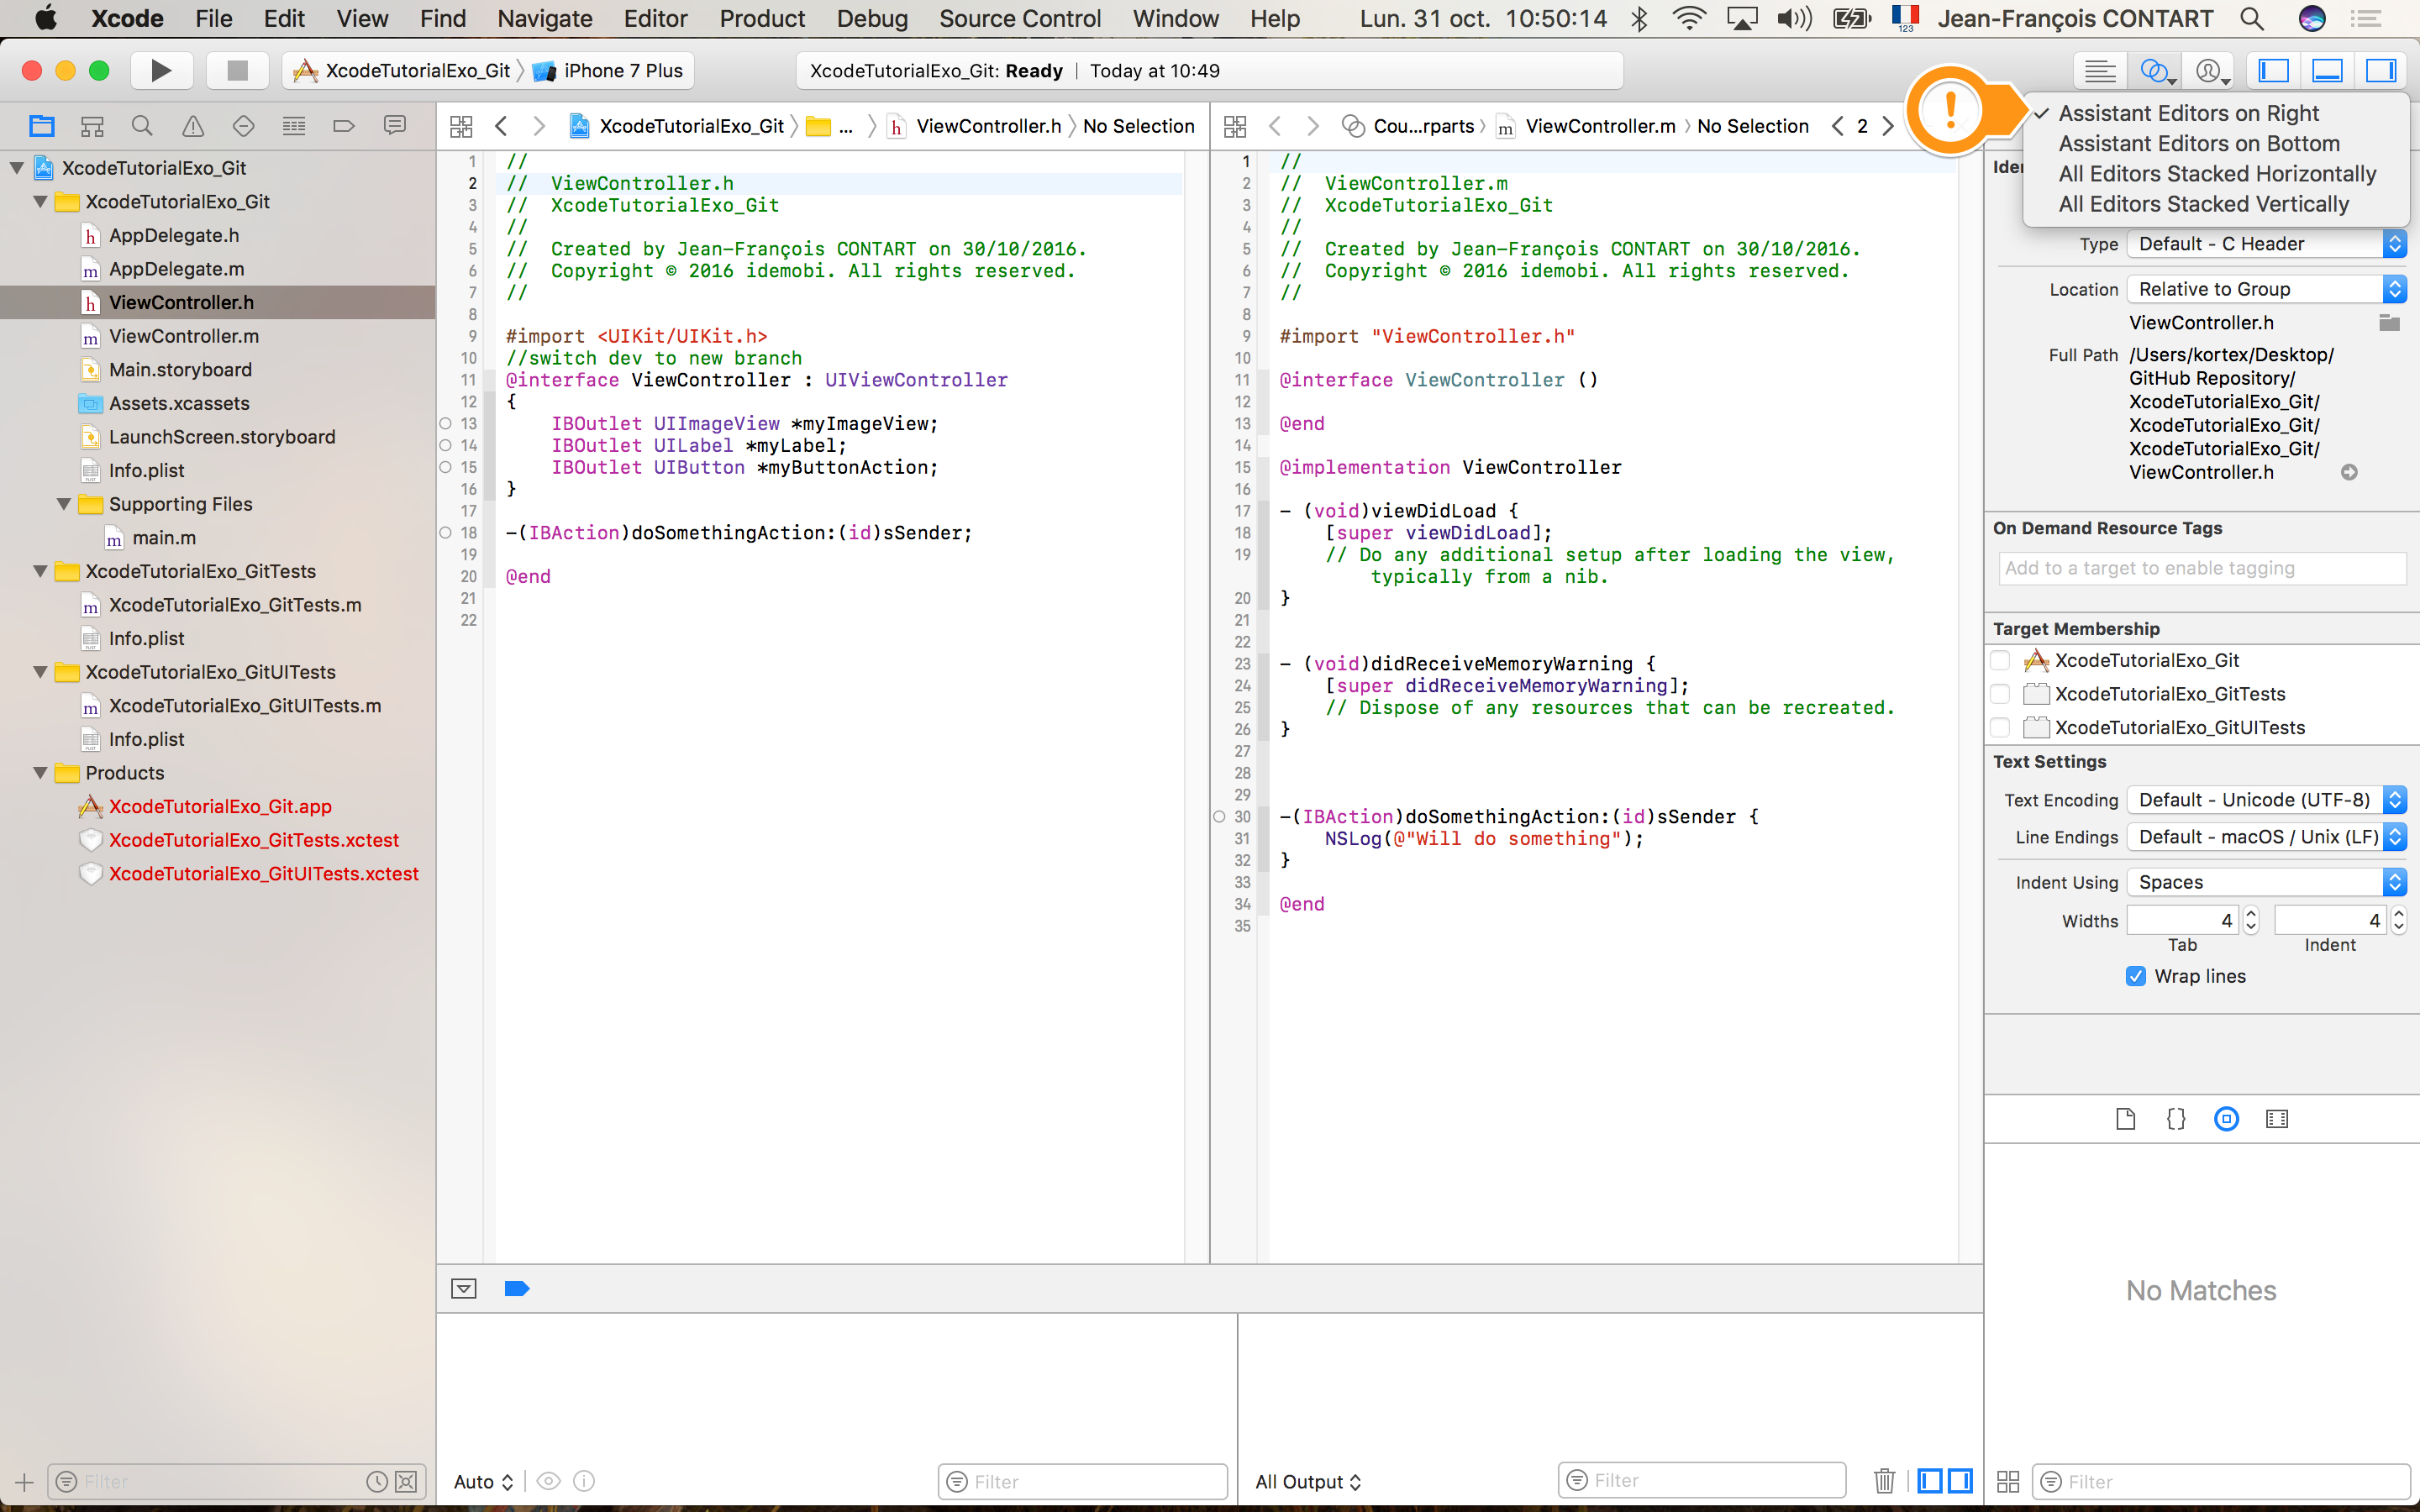 Xcode File Edit View Find Navigate Editor Product Debug Source Control Window Help Lun. 31 oct. 10:50:14 123 Jean-François CONTART
XcodeTutorialExo_Git iPhone 7 Plus XcodeTutorialExo_Git: Ready | Today at 10:49
XcodeTutorialExo_Git ... h ViewController.h No Selection
Cou...rparts m ViewController.m No Selection 2
! ✓ Assistant Editors on Right
Assistant Editors on Bottom
All Editors Stacked Horizontally
All Editors Stacked Vertically
XcodeTutorialExo_Git
XcodeTutorialExo_Git
h AppDelegate.h
m AppDelegate.m
h ViewController.h
m ViewController.m
Main.storyboard
Assets.xcassets
LaunchScreen.storyboard
Info.plist
Supporting Files
m main.m
XcodeTutorialExo_GitTests
m XcodeTutorialExo_GitTests.m
Info.plist
XcodeTutorialExo_GitUITests
m XcodeTutorialExo_GitUITests.m
Info.plist
Products
XcodeTutorialExo_Git.app
XcodeTutorialExo_GitTests.xctest
XcodeTutorialExo_GitUITests.xctest
Filter
1 //
2 // ViewController.h
3 // XcodeTutorialExo_Git
4 //
5 // Created by Jean-François CONTART on 30/10/2016.
6 // Copyright © 2016 idemobi. All rights reserved.
7 //
8
9 #import <UIKit/UIKit.h>
10 //switch dev to new branch
11 @interface ViewController : UIViewController
12 {
13 IBOutlet UIImageView *myImageView;
14 IBOutlet UILabel *myLabel;
15 IBOutlet UIButton *myButtonAction;
16 }
17
18 -(IBAction)doSomethingAction:(id)sSender;
19
20 @end
21
22
1 //
2 // ViewController.m
3 // XcodeTutorialExo_Git
4 //
5 // Created by Jean-François CONTART on 30/10/2016.
6 // Copyright © 2016 idemobi. All rights reserved.
7 //
8
9 #import "ViewController.h"
10
11 @interface ViewController ()
12
13 @end
14
15 @implementation ViewController
16
17 - (void)viewDidLoad {
18 [super viewDidLoad];
19 // Do any additional setup after loading the view,
typically from a nib.
20 }
21
22
23 - (void)didReceiveMemoryWarning {
24 [super didReceiveMemoryWarning];
25 // Dispose of any resources that can be recreated.
26 }
27
28
29
30 -(IBAction)doSomethingAction:(id)sSender {
31 NSLog(@"Will do something");
32 }
33
34 @end
35
Auto Filter
All Output Filter
Iden
Type Default - C Header
Location Relative to Group
ViewController.h
Full Path /Users/kortex/Desktop/
GitHub Repository/
XcodeTutorialExo_Git/
XcodeTutorialExo_Git/
XcodeTutorialExo_Git/
ViewController.h
On Demand Resource Tags
Add to a target to enable tagging
Target Membership
XcodeTutorialExo_Git
XcodeTutorialExo_GitTests
XcodeTutorialExo_GitUITests
Text Settings
Text Encoding Default - Unicode (UTF-8)
Line Endings Default - macOS / Unix (LF)
Indent Using Spaces
Widths 4 4
Tab Indent
Wrap lines
{}
No Matches
Filter